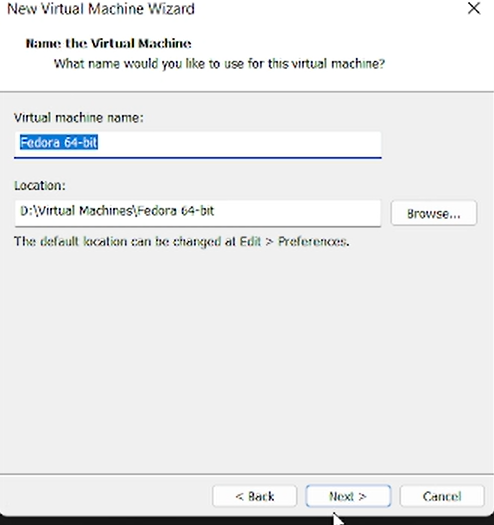 New Virtual Machine Wizard
Name the Virtual Machine
What name would you like to use for this virtual machine?
Virtual machine name:
Fedora 64-bit
Location:
D:\Virtual Machines\Fedora 64-bit
Browse...
The default location can be changed at Edit > Preferences.
< Back
Next >
Cancel